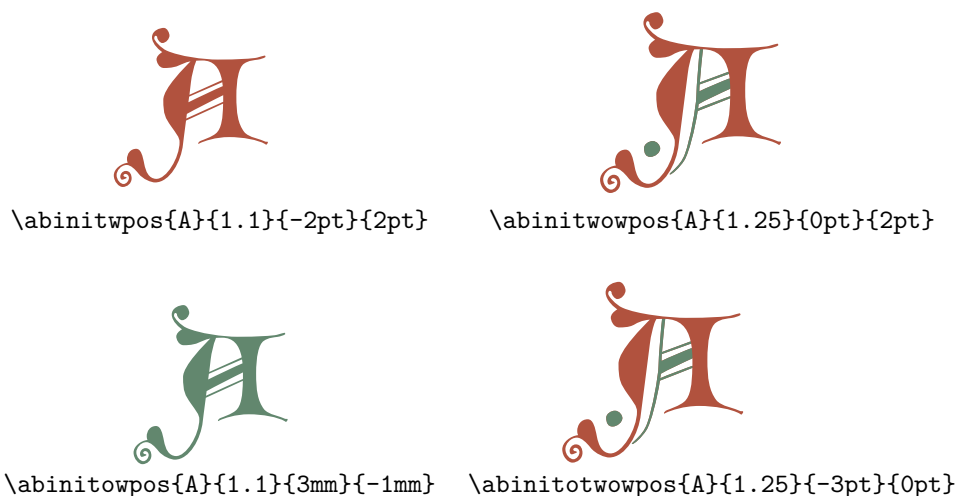 A
A
\abinitwpos{A}{1.1}{-2pt}{2pt}
\abinitwowpos{A}{1.25}{0pt}{2pt}
A
A
\abinitowpos{A}{1.1}{3mm}{-1mm}
\abinitotwowpos{A}{1.25}{-3pt}{0pt}